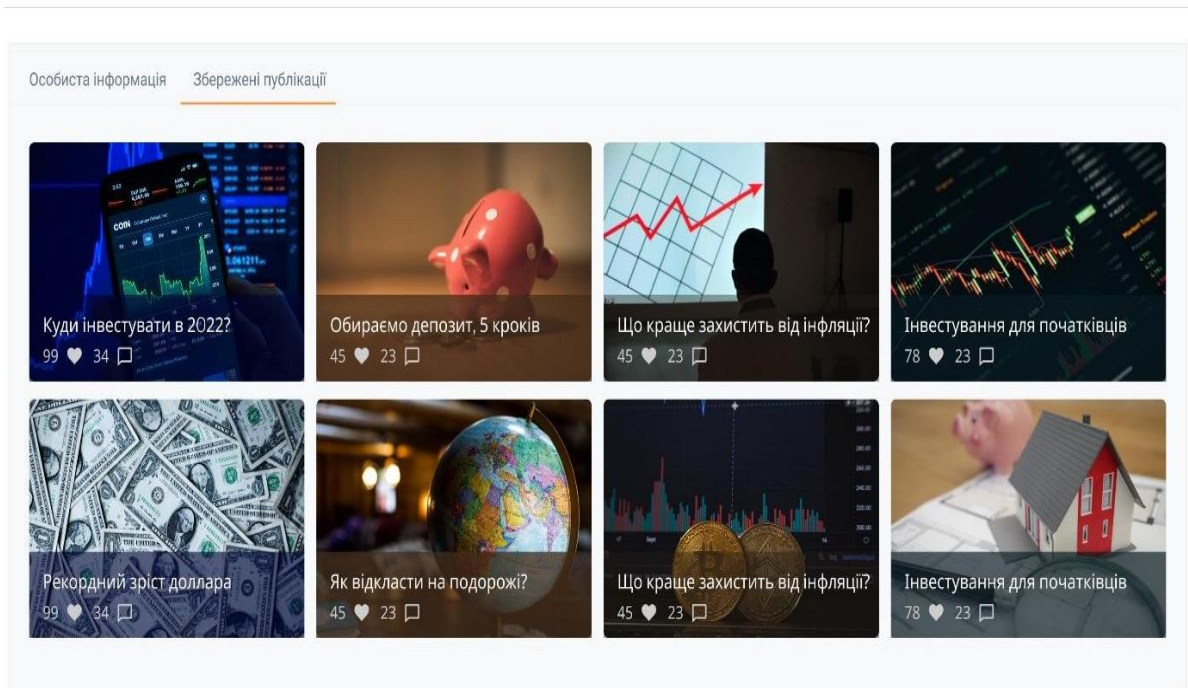 Особиста інформація Збережені публікації
Куди інвестувати в 2022?
99 34
Обираємо депозит, 5 кроків
45 23
Що краще захистить від інфляції?
45 23
Інвестування для початківців
78 23
Рекордний зріст доллара
99 34
Як відкласти на подорожі?
45 23
Що краще захистить від інфляції?
45 23
Інвестування для початківців
78 23